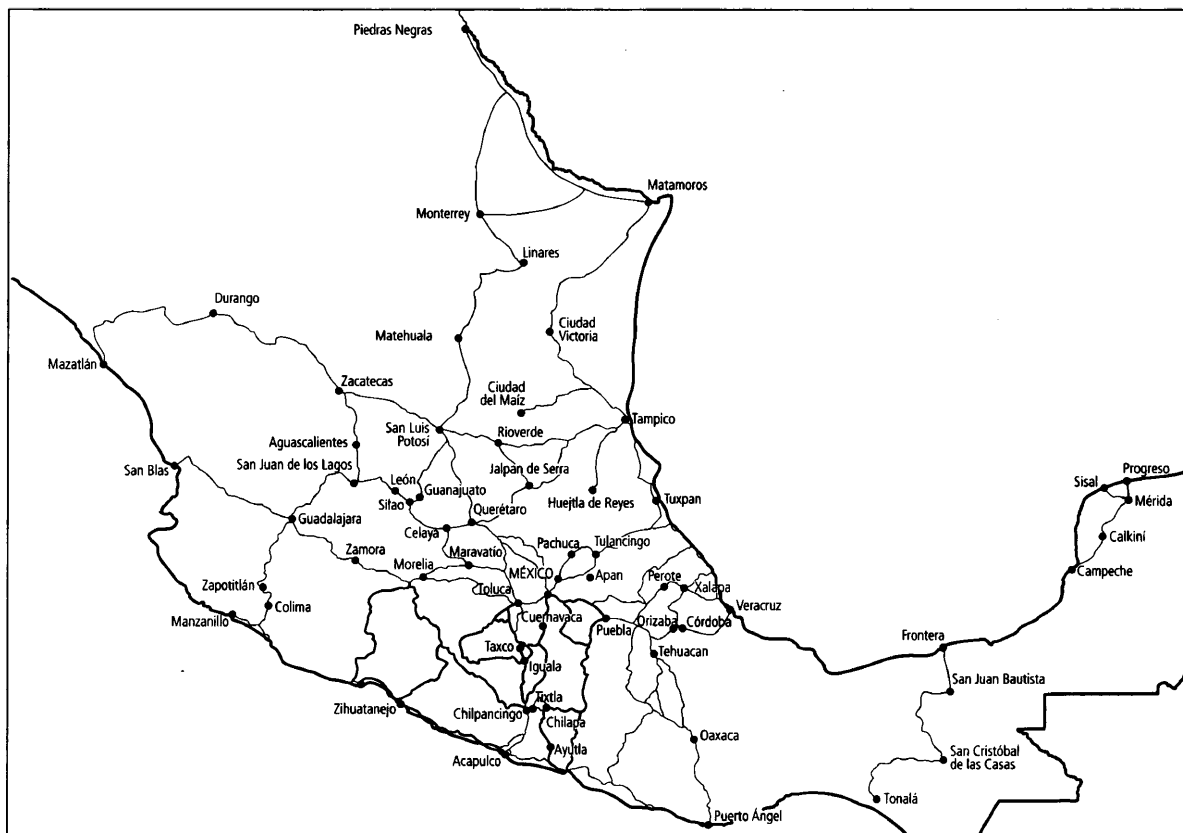 Piedras Negras
Matamoros
Monterrey
Linares
Durango
Ciudad
Victoria
Matehuala
Mazatlán
Zacatecas
Ciudad
del Maíz
San Luis
Potosí
Rioverde
Tampico
Aguascalientes
San Juan de los Lagos
San Blas
León
Silao
Guanajuato
Jalpan de Serra
Huejtla de Reyes
Tuxpan
Sisal
Progreso
Mérida
Guadalajara
Querétaro
Celaya
Calkiní
Zamora
Maravatío
Pachuca
Tulancingo
Campeche
Morelia
MÉXICO
Apan
Perote
Xalapa
Zapotitlán
Toluca
Colima
Manzanillo
Cuernavaca
Puebla
Orizaba
Córdoba
Veracruz
Taxco
Tehuacan
Frontera
Iguala
San Juan Bautista
Zihuatanejo
Tixtla
Chilpancingo
Chilapa
Oaxaca
Acapulco
Ayutla
San Cristóbal
de las Casas
Tonalá
Puerto Ángel